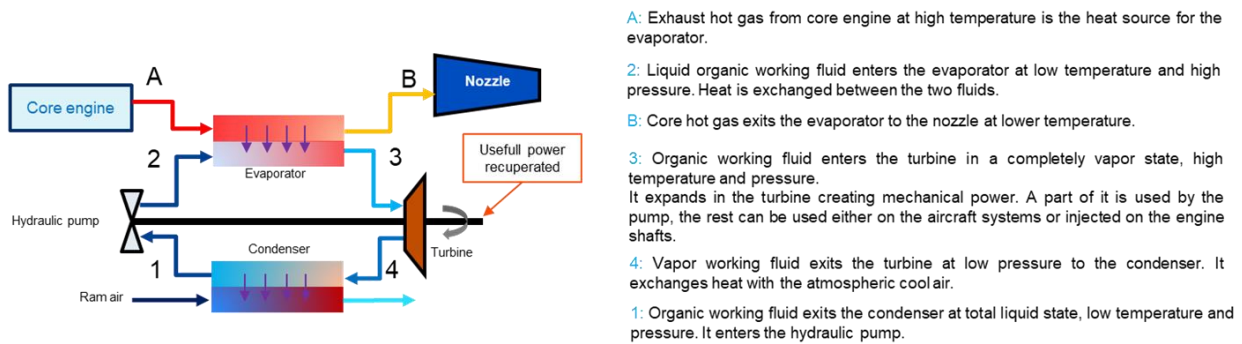 A
Core engine
B
Nozzle
2
Evaporator
3
Usefull power
recuperated
Hydraulic pump
Condenser
Turbine
1
4
Ram air
A: Exhaust hot gas from core engine at high temperature is the heat source for the
evaporator.
2: Liquid organic working fluid enters the evaporator at low temperature and high
pressure. Heat is exchanged between the two fluids.
B: Core hot gas exits the evaporator to the nozzle at lower temperature.
3: Organic working fluid enters the turbine in a completely vapor state, high
temperature and pressure.
It expands in the turbine creating mechanical power. A part of it is used by the
pump, the rest can be used either on the aircraft systems or injected on the engine
shafts.
4: Vapor working fluid exits the turbine at low pressure to the condenser. It
exchanges heat with the atmospheric cool air.
1: Organic working fluid exits the condenser at total liquid state, low temperature and
pressure. It enters the hydraulic pump.